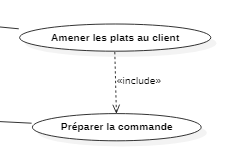 Amener les plats au client
«include»
Préparer la commande